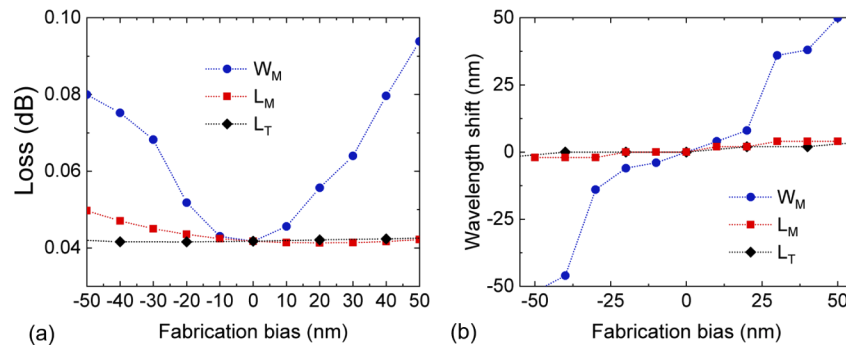 0.10
0.08
0.06
0.04
Loss (dB)
W_M
L_M
L_T
-50 -40 -30 -20 -10 0 10 20 30 40 50
Fabrication bias (nm)
(a)
50
25
0
-25
-50
Wavelength shift (nm)
W_M
L_M
L_T
-50 -25 0 25 50
Fabrication bias (nm)
(b)